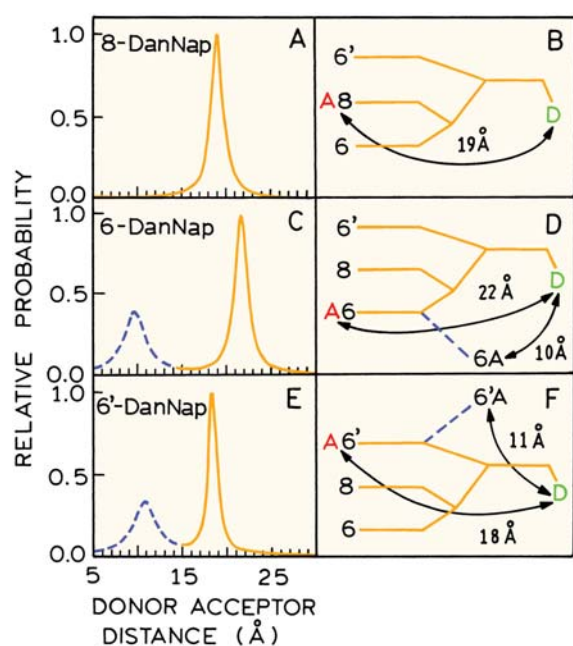 RELATIVE PROBABILITY
8-DanNap
A
1.0
0.5
0.0
B
6'
A8
6
D
19Å
6-DanNap
C
1.0
0.5
0.0
D
6'
8
A6
22 Å
D
6A
10Å
6'-DanNap
E
1.0
0.5
0.0
5
15
25
F
6'A
A6'
11Å
8
D
6
18 Å
DONOR ACCEPTOR
DISTANCE (Å)